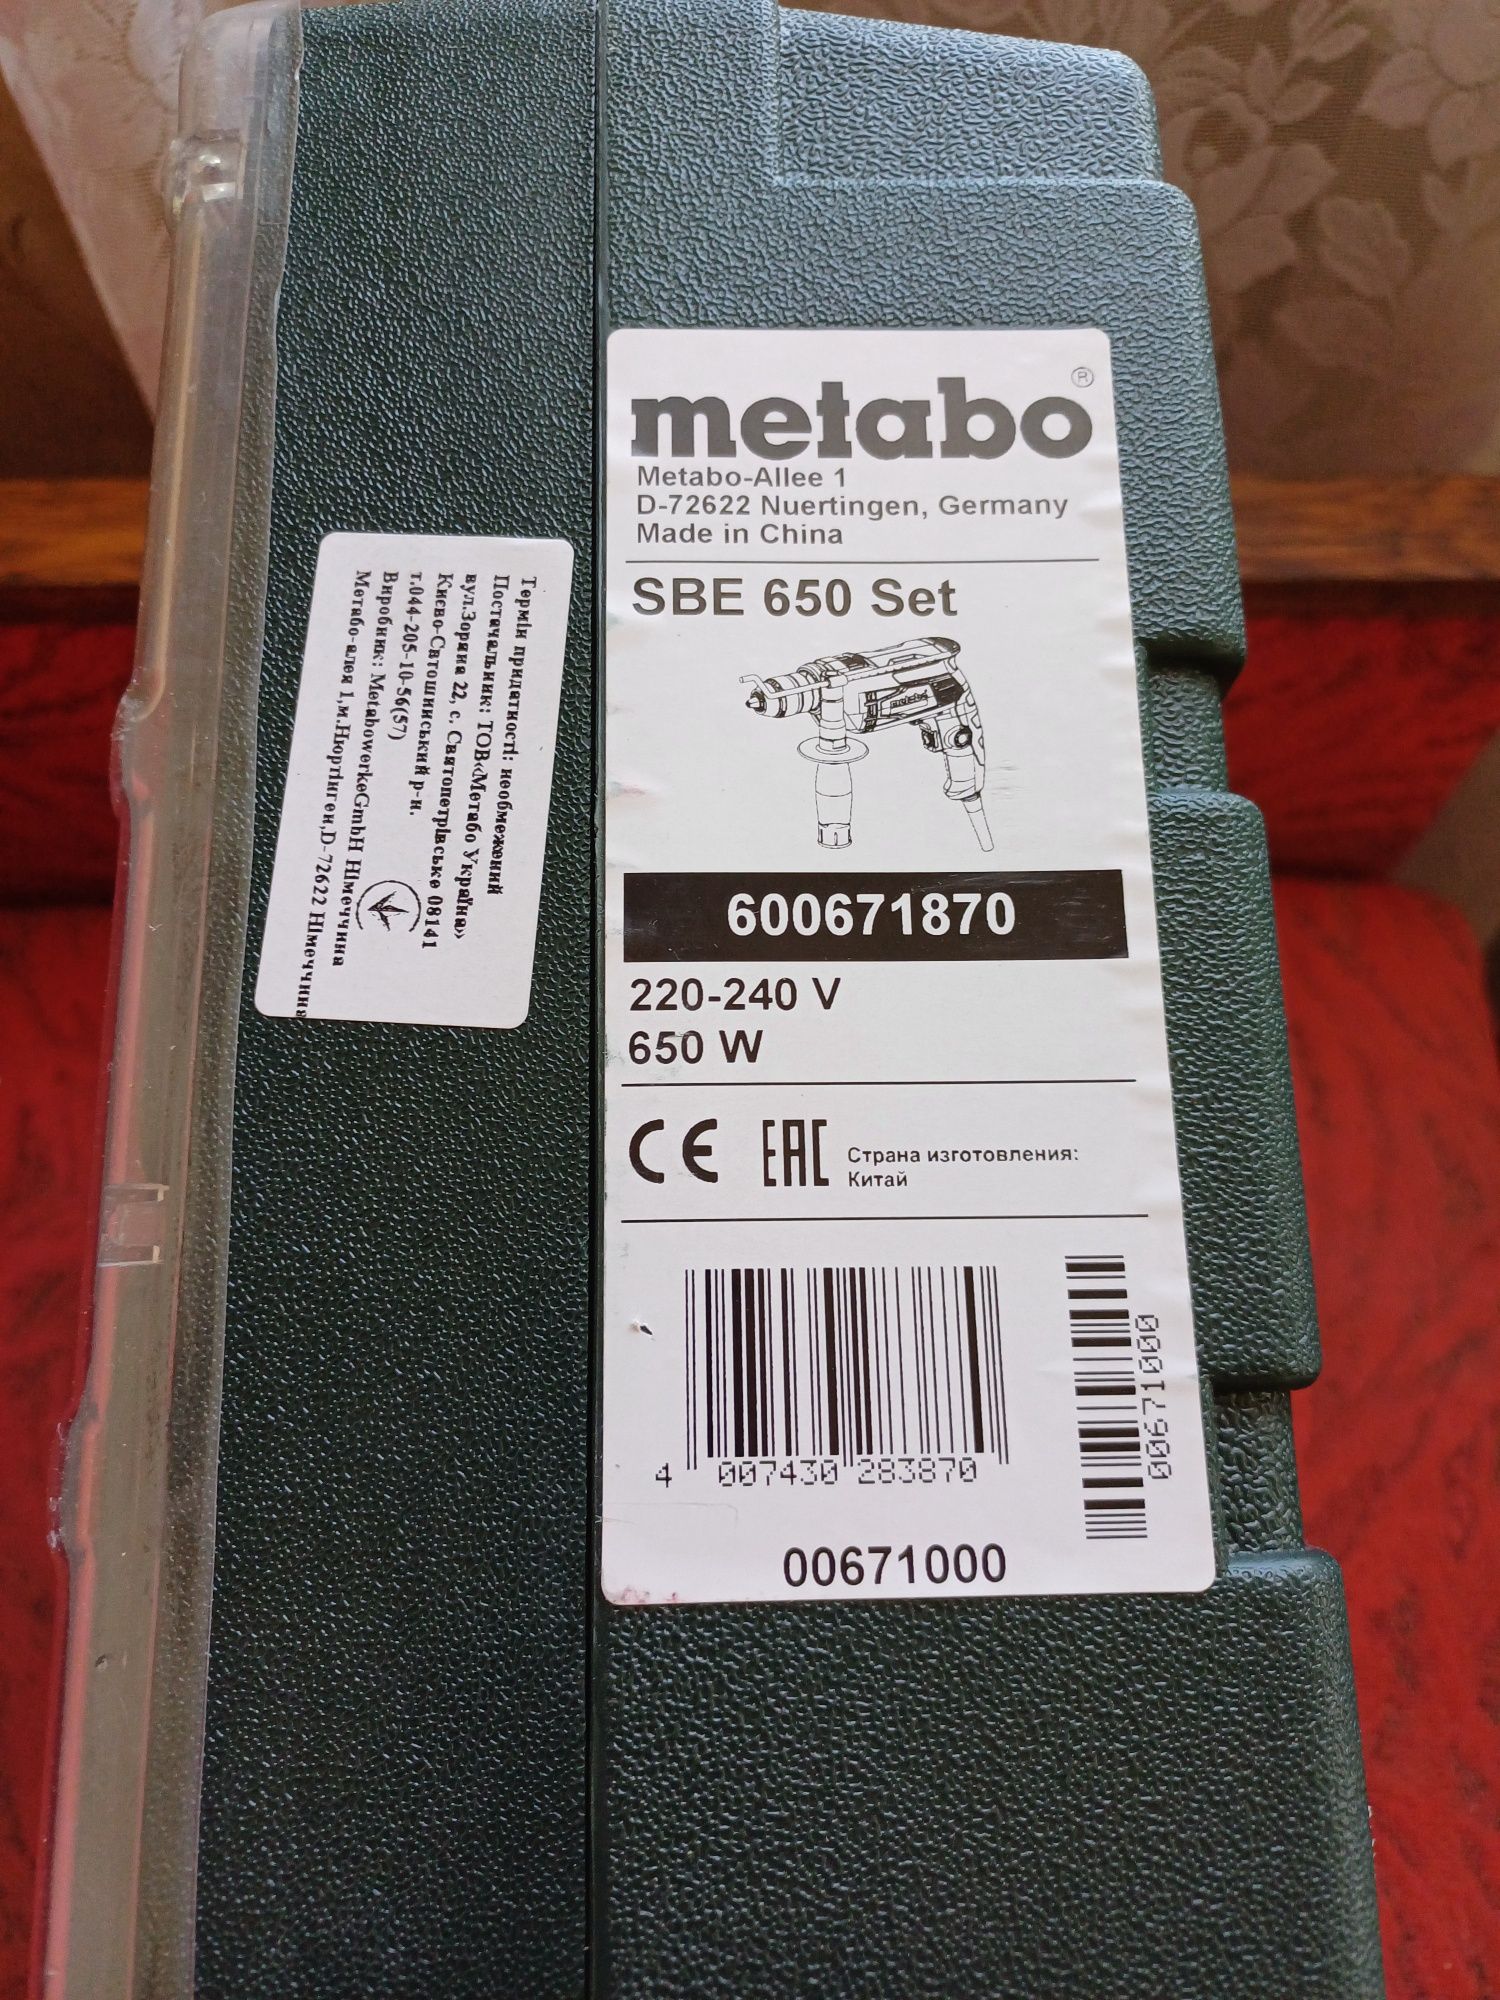 metabo ®
Metabo-Allee 1
D-72622 Nuertingen, Germany
Made in China
SBE 650 Set
metabo
600671870
220-240 V
650 W
CE EAC Страна изготовления:
Китай
4 007430 283870
00671000
00671000
Термін придатності: необмежений
Постачальник: ТОВ«Метабо Україна»
вул.Зоряна 22, с. Святопетрівське 08141
Києво-Святошинський р-н.
т.044-205-10-56(57)
Виробник: MetabowerkeGmbH Німеччина
Метабо-алея 1,м.Нюртінген,D-72622 Німеччина